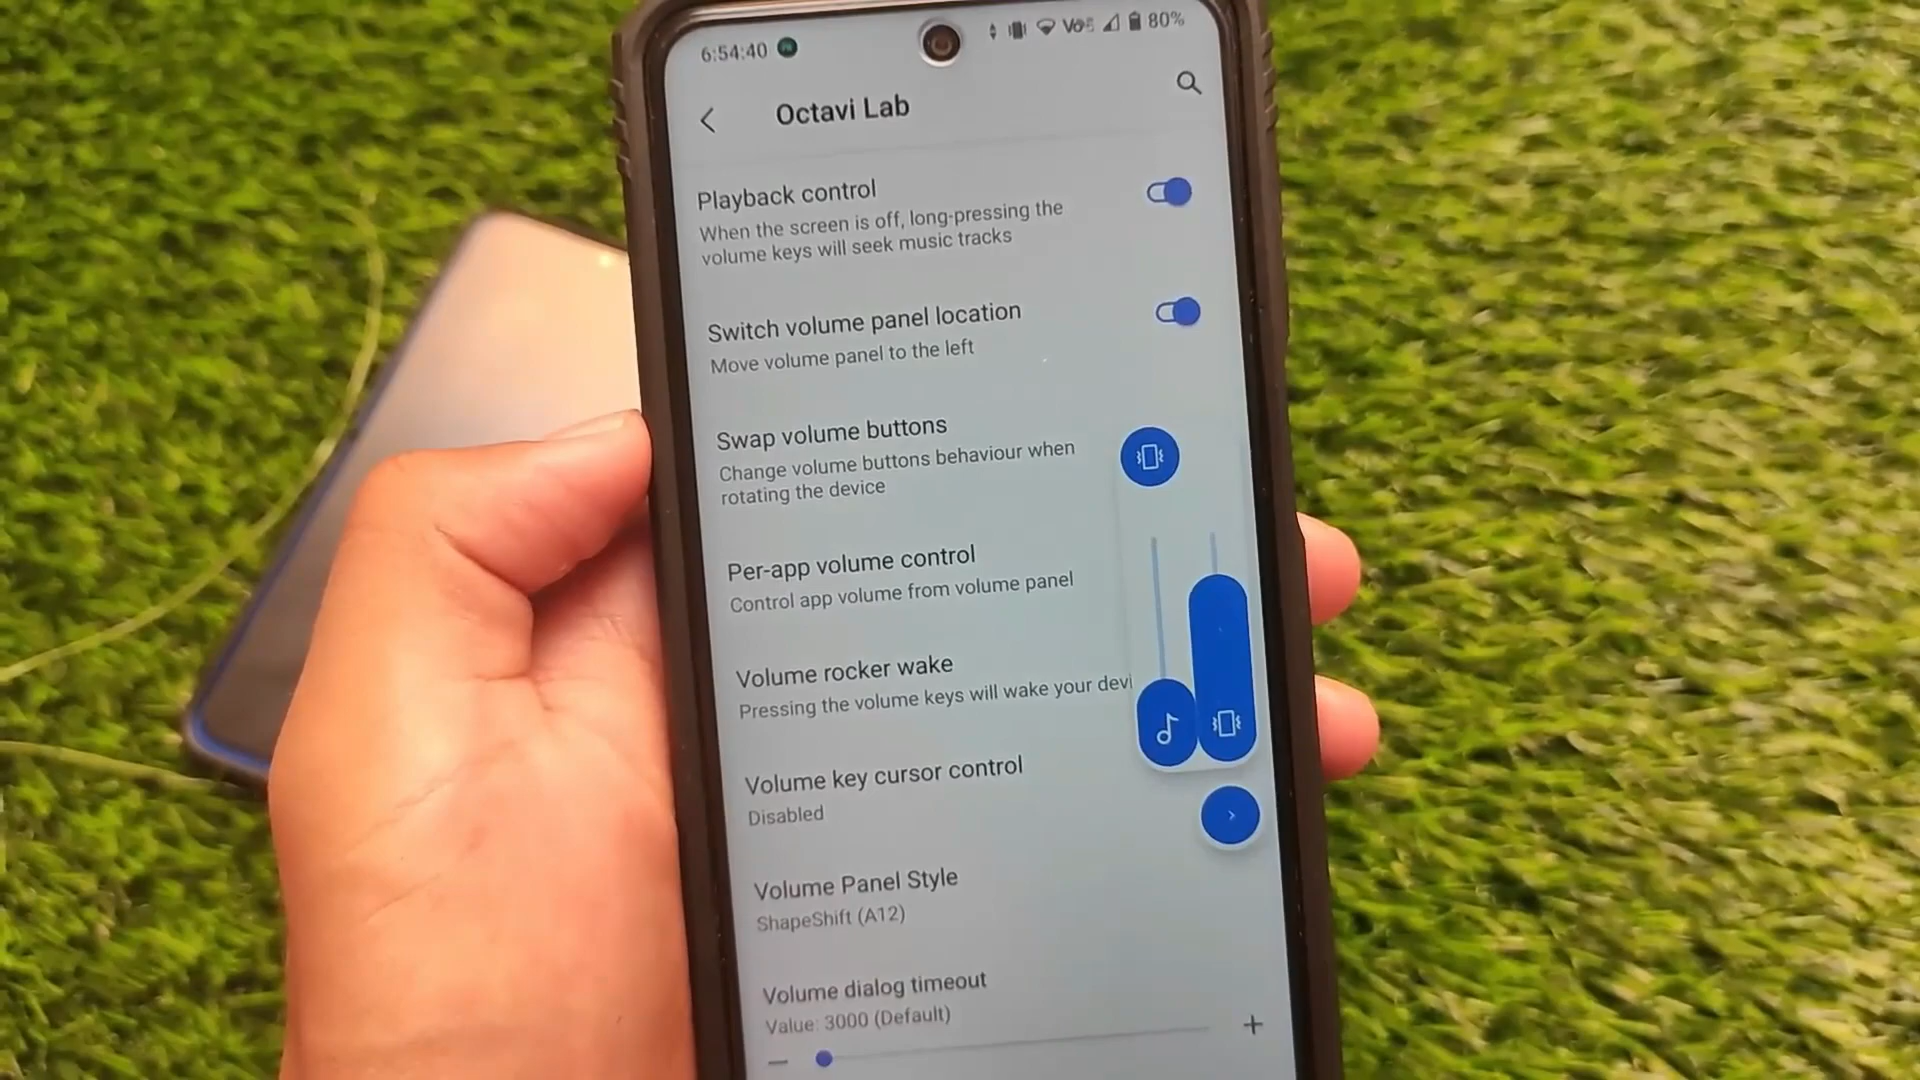 6:54:40
80%
Octavi Lab
Playback control
When the screen is off, long-pressing the
volume keys will seek music tracks
Switch volume panel location
Move volume panel to the left
Swap volume buttons
Change volume buttons behaviour when
rotating the device
Per-app volume control
Control app volume from volume panel
Volume rocker wake
Pressing the volume keys will wake your devi
Volume key cursor control
Disabled
Volume Panel Style
ShapeShift (A12)
Volume dialog timeout
Value: 3000 (Default)